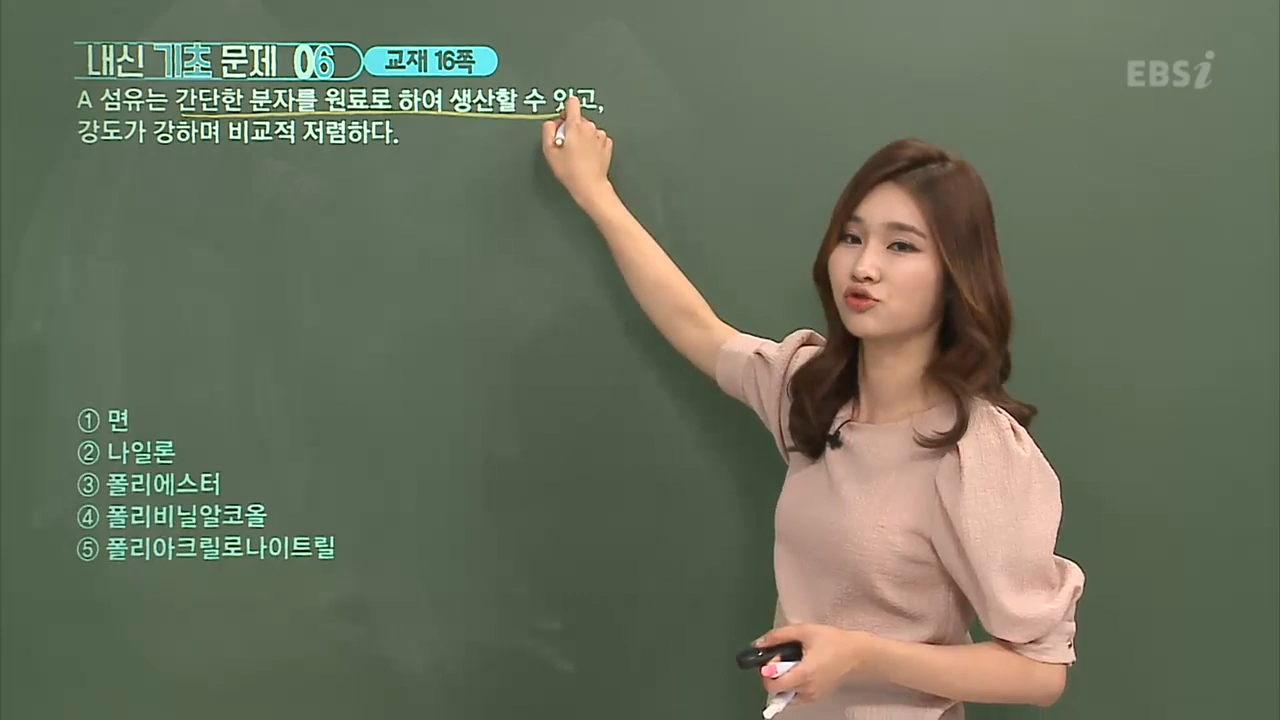 내신 기초 문제 06 교재 16쪽
EBSi
A 섬유는 간단한 분자를 원료로 하여 생산할 수 있고,
강도가 강하며 비교적 저렴하다.
① 면
② 나일론
③ 폴리에스터
④ 폴리비닐알코올
⑤ 폴리아크릴로나이트릴